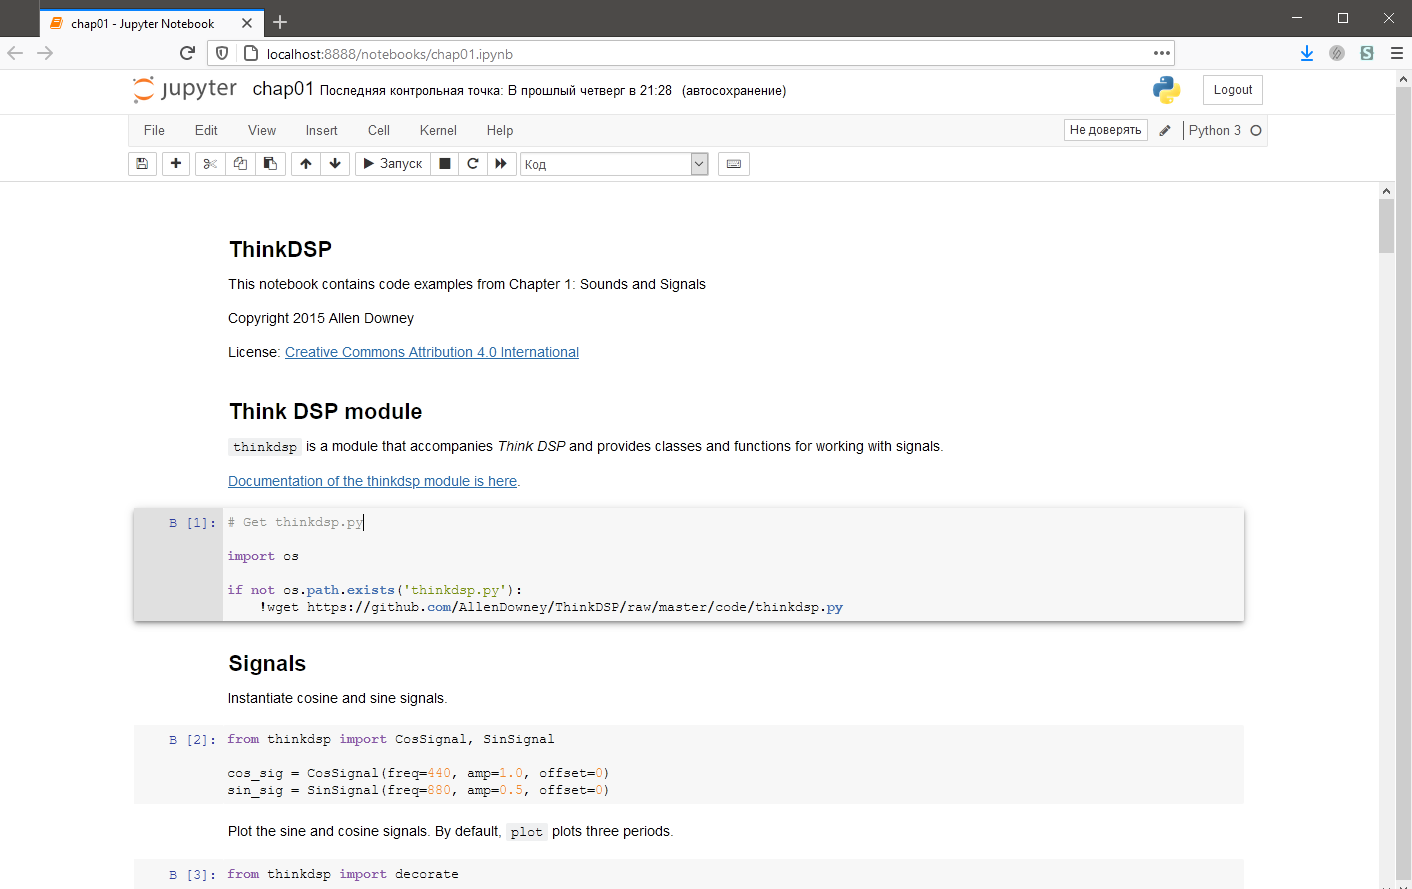 chap01 - Jupyter Notebook
localhost:8888/notebooks/chap01.ipynb
jupyter chap01 Последняя контрольная точка: В прошлый четверг в 21:28 (автосохранение)
Logout
File Edit View Insert Cell Kernel Help
Не доверять
Python 3
Запуск
Код
ThinkDSP
This notebook contains code examples from Chapter 1: Sounds and Signals
Copyright 2015 Allen Downey
License: Creative Commons Attribution 4.0 International
Think DSP module
thinkdsp is a module that accompanies Think DSP and provides classes and functions for working with signals.
Documentation of the thinkdsp module is here.
В [1]: # Get thinkdsp.py
import os
if not os.path.exists('thinkdsp.py'):
!wget https://github.com/AllenDowney/ThinkDSP/raw/master/code/thinkdsp.py
Signals
Instantiate cosine and sine signals.
В [2]: from thinkdsp import CosSignal, SinSignal
cos_sig = CosSignal(freq=440, amp=1.0, offset=0)
sin_sig = SinSignal(freq=880, amp=0.5, offset=0)
Plot the sine and cosine signals. By default, plot plots three periods.
В [3]: from thinkdsp import decorate